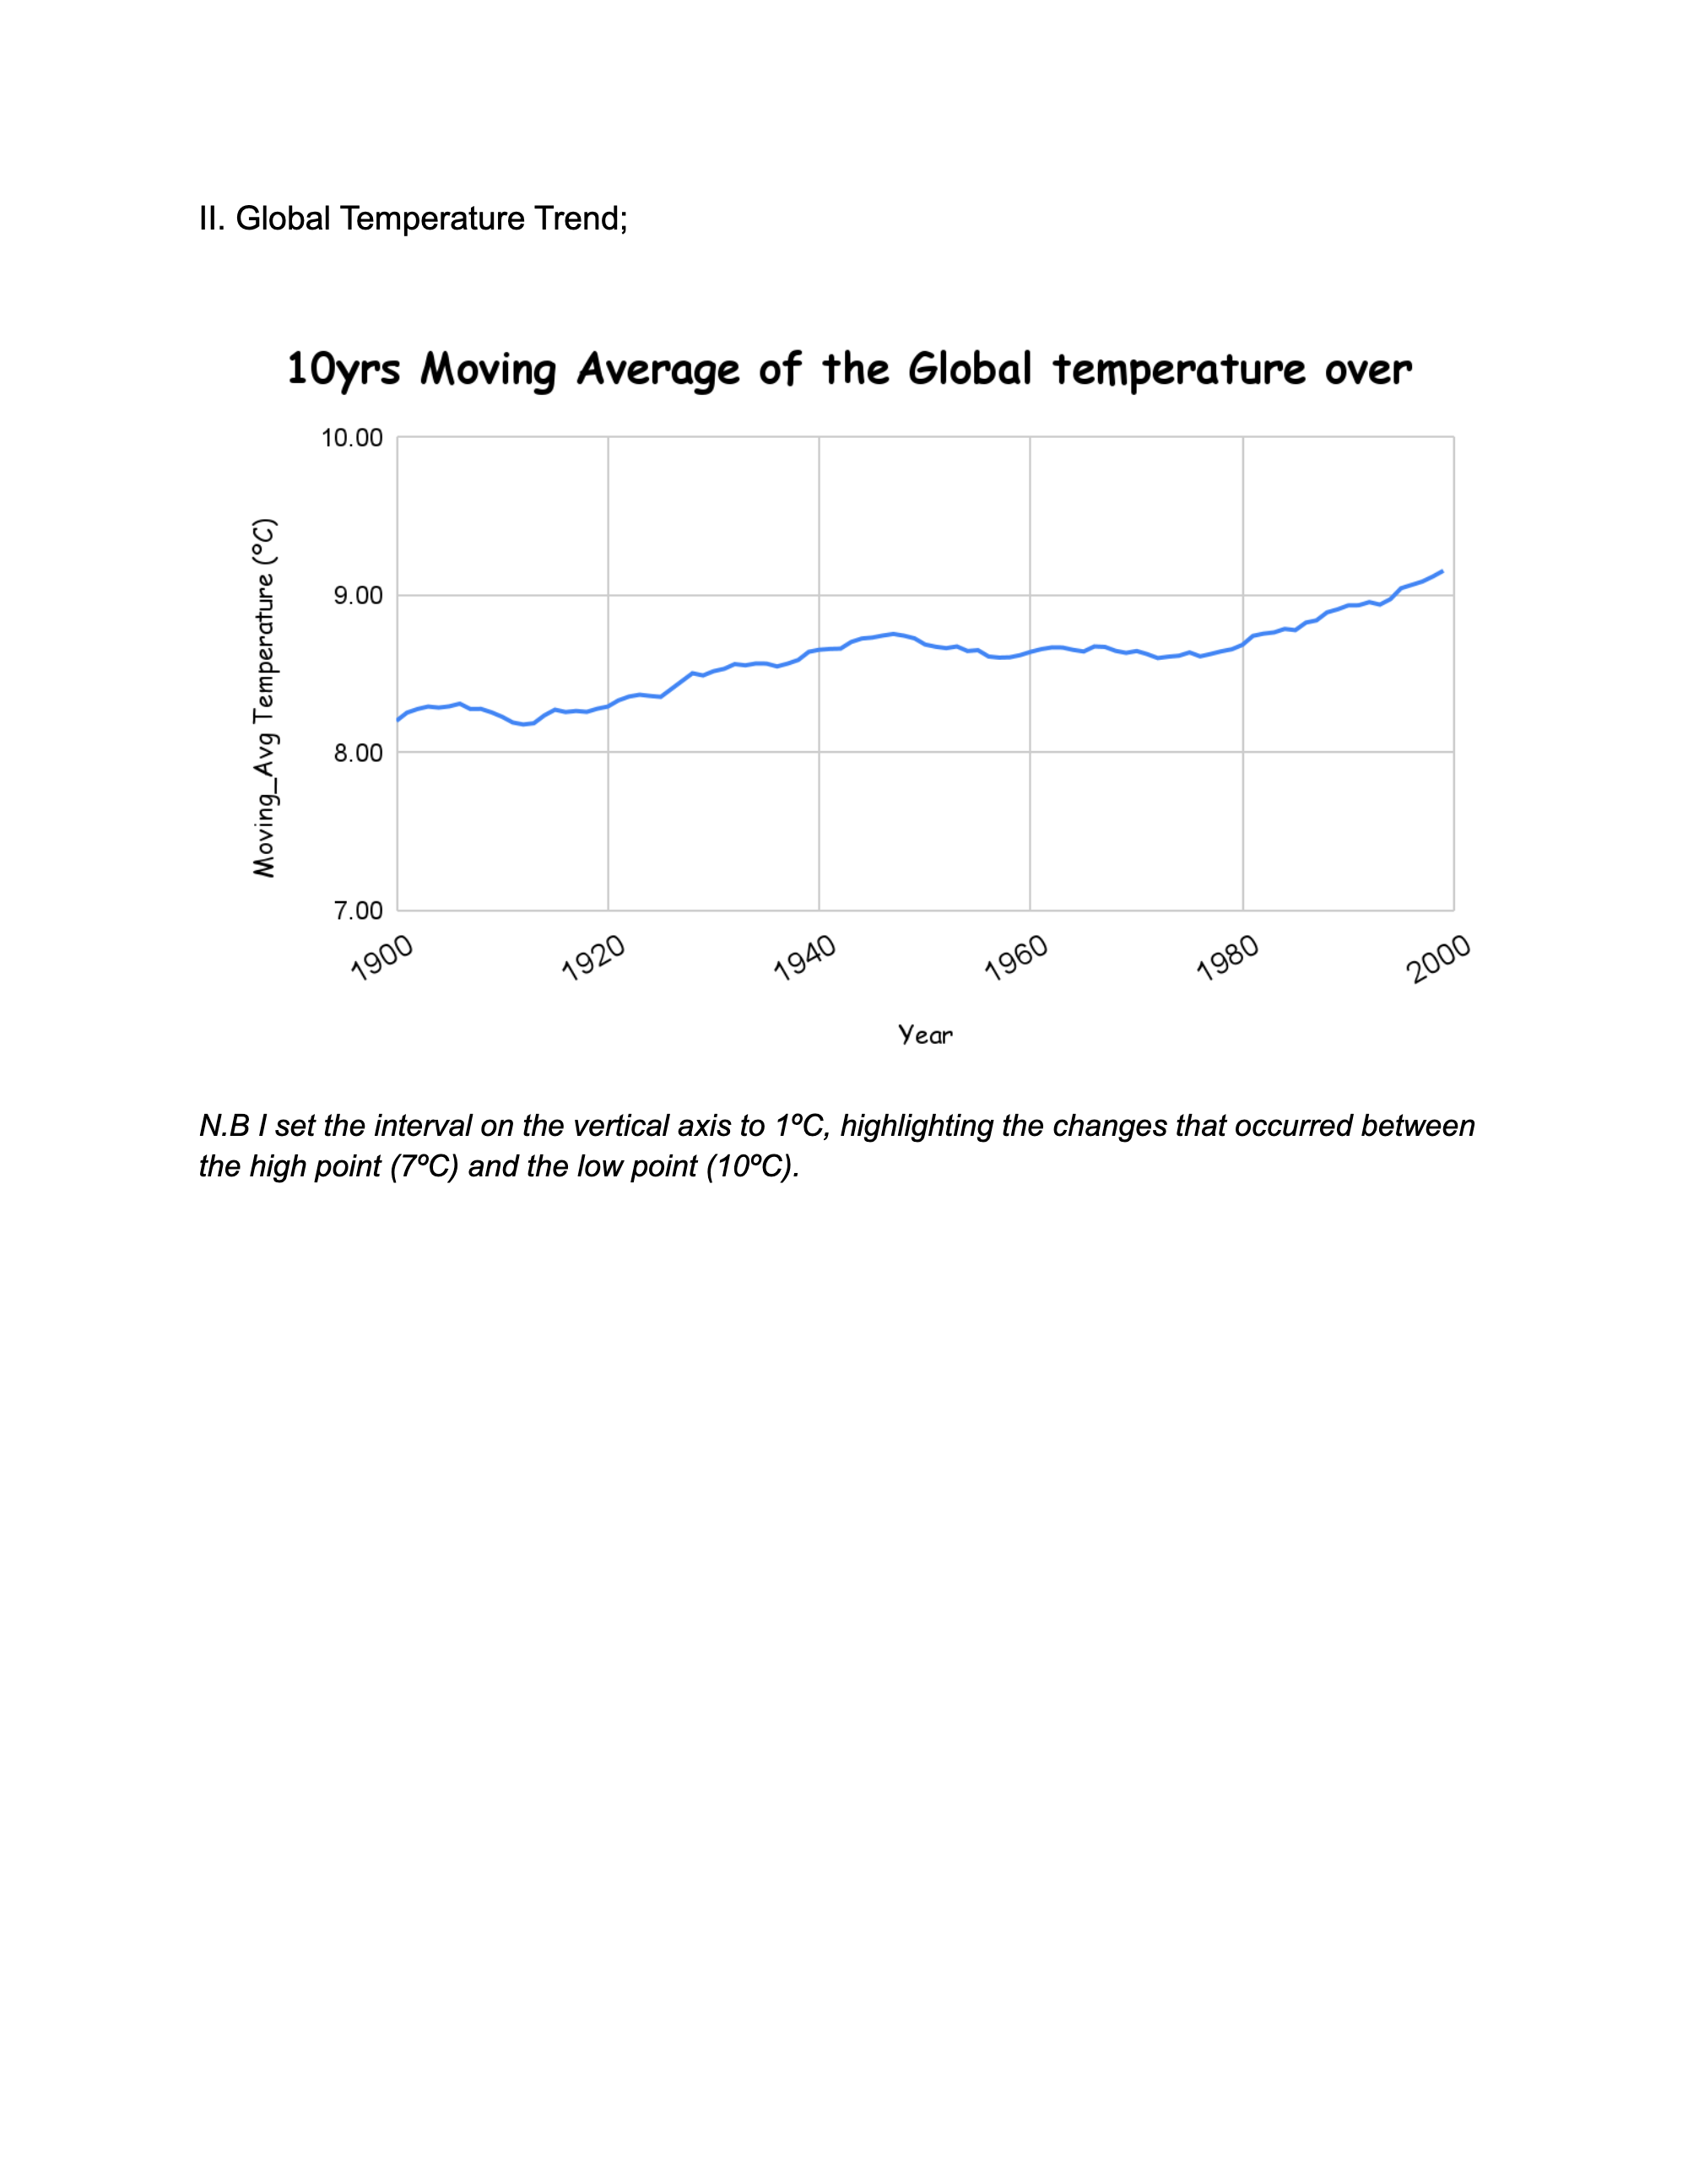 II. Global Temperature Trend;
10yrs Moving Average of the Global temperature over
Moving_Avg Temperature (ºC)
10.00
9.00
8.00
7.00
1900
1920
1940
1960
1980
2000
Year
N.B I set the interval on the vertical axis to 1ºC, highlighting the changes that occurred between
the high point (7ºC) and the low point (10ºC).